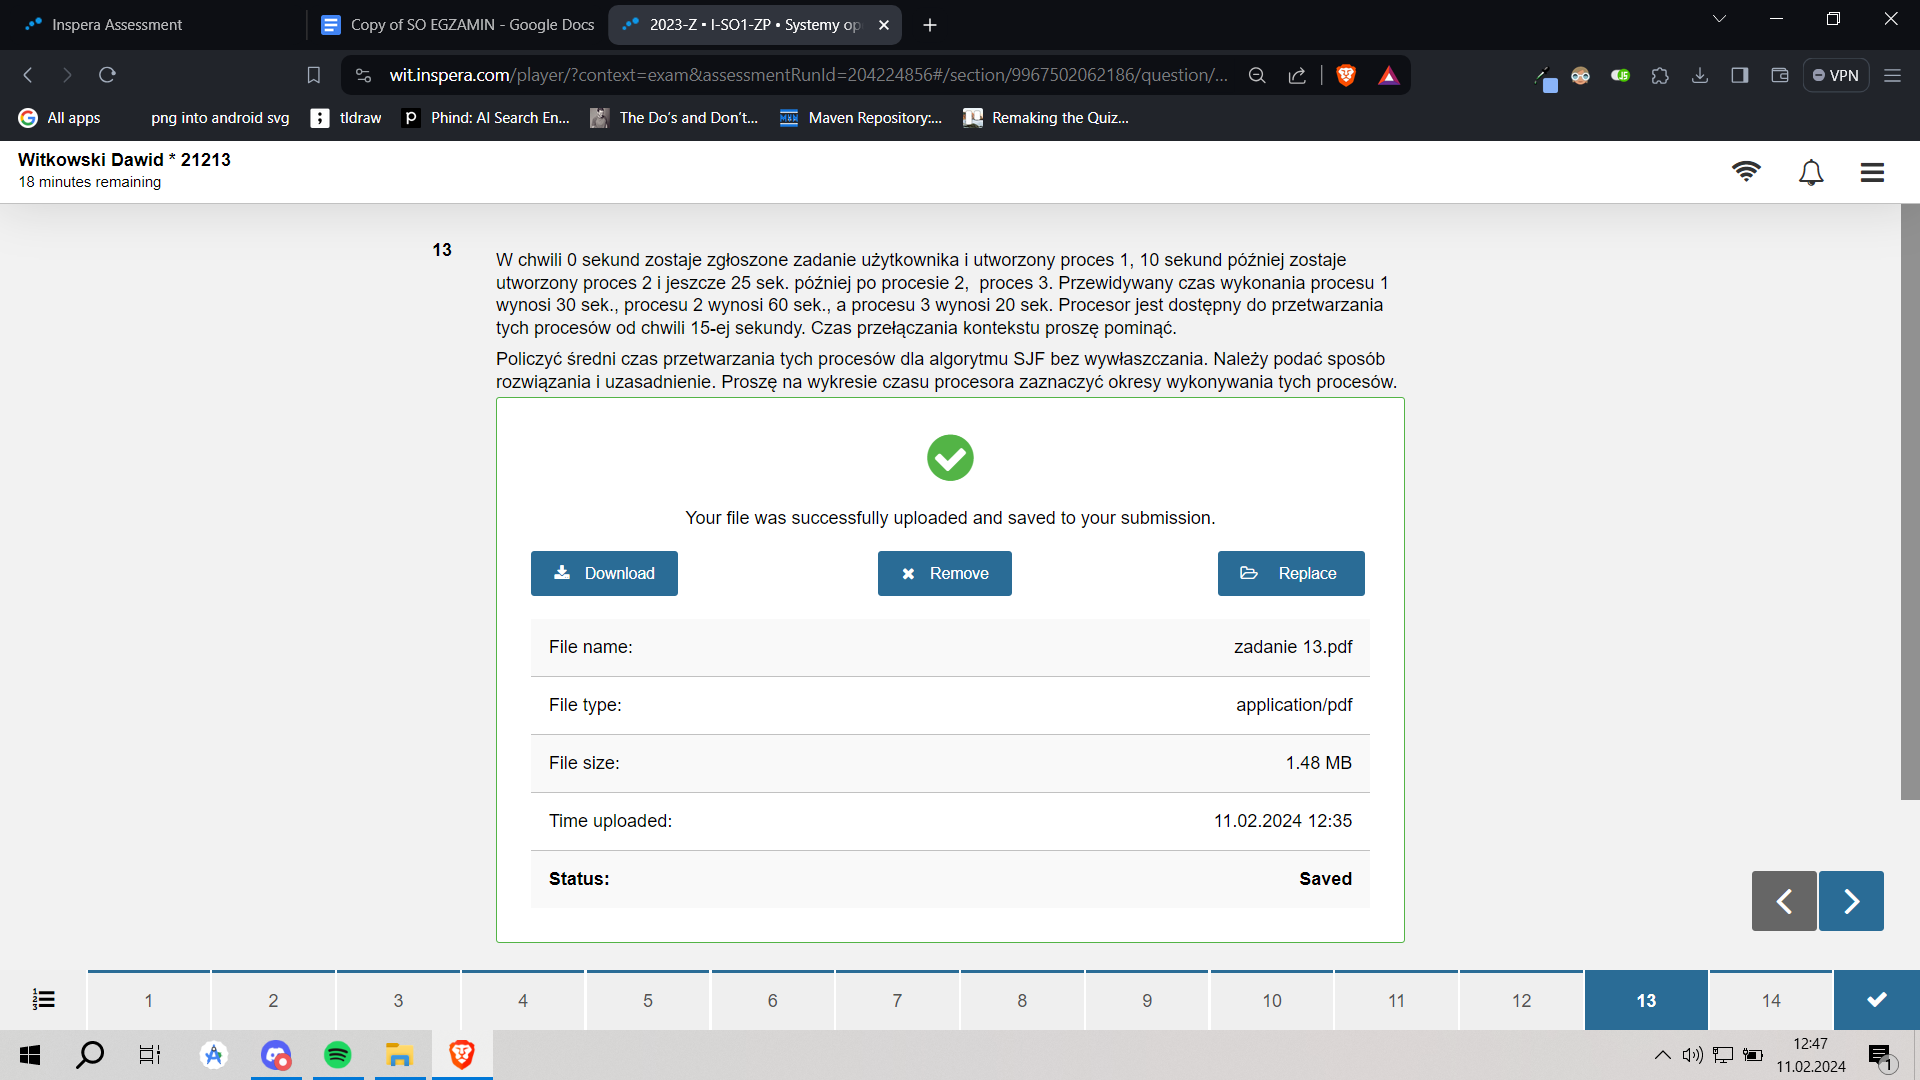 Inspera Assessment
Copy of SO EGZAMIN - Google Docs
2023-Z • I-SO1-ZP • Systemy op
wit.inspera.com/player/?context=exam&assessmentRunId=204224856#/section/9967502062186/question/...
VPN
All apps
png into android svg
tldraw
Phind: AI Search En...
The Do's and Don't...
Maven Repository:...
Remaking the Quiz...
Witkowski Dawid * 21213
18 minutes remaining
13
W chwili 0 sekund zostaje zgłoszone zadanie użytkownika i utworzony proces 1, 10 sekund później zostaje
utworzony proces 2 i jeszcze 25 sek. później po procesie 2,  proces 3. Przewidywany czas wykonania procesu 1
wynosi 30 sek., procesu 2 wynosi 60 sek., a procesu 3 wynosi 20 sek. Procesor jest dostępny do przetwarzania
tych procesów od chwili 15-ej sekundy. Czas przełączania kontekstu proszę pominąć.
Policzyć średni czas przetwarzania tych procesów dla algorytmu SJF bez wywłaszczania. Należy podać sposób
rozwiązania i uzasadnienie. Proszę na wykresie czasu procesora zaznaczyć okresy wykonywania tych procesów.
Your file was successfully uploaded and saved to your submission.
Download
Remove
Replace
File name: zadanie 13.pdf
File type: application/pdf
File size: 1.48 MB
Time uploaded: 11.02.2024 12:35
Status: Saved
1 2 3 4 5 6 7 8 9 10 11 12 13 14
12:47
11.02.2024
1